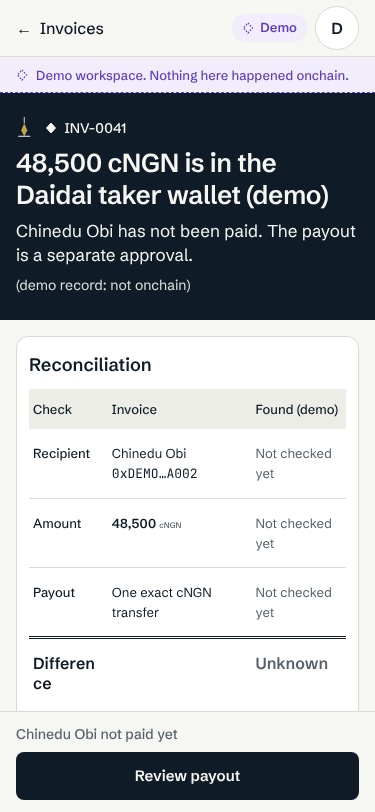 ← Invoices
Demo
D
Demo workspace. Nothing here happened onchain.
INV-0041
48,500 cNGN is in the
Daidai taker wallet (demo)
Chinedu Obi has not been paid. The payout
is a separate approval.
(demo record: not onchain)
Reconciliation
Check Invoice Found (demo)
Recipient Chinedu Obi Not checked
0xDEMO…A002 yet
Amount 48,500 cNGN Not checked
yet
Payout One exact cNGN Not checked
transfer yet
Differen Unknown
ce
Chinedu Obi not paid yet
Review payout